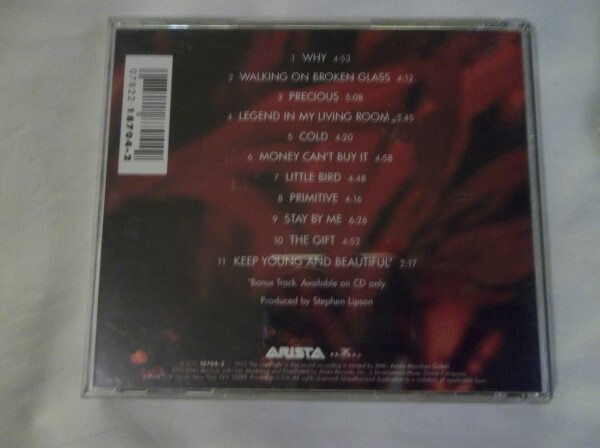 1 WHY 4:53
2 WALKING ON BROKEN GLASS 4:12
3 PRECIOUS 5:08
4 LEGEND IN MY LIVING ROOM 3:45
5 COLD 4:20
6 MONEY CAN'T BUY IT 4:58
7 LITTLE BIRD 4:48
8 PRIMITIVE 4:16
9 STAY BY ME 6:26
10 THE GIFT 4:52
11 KEEP YOUNG AND BEAUTIFUL* 2:17
*Bonus Track. Available on CD only.
Produced by Stephen Lipson
07822 18704-2
ARISTA